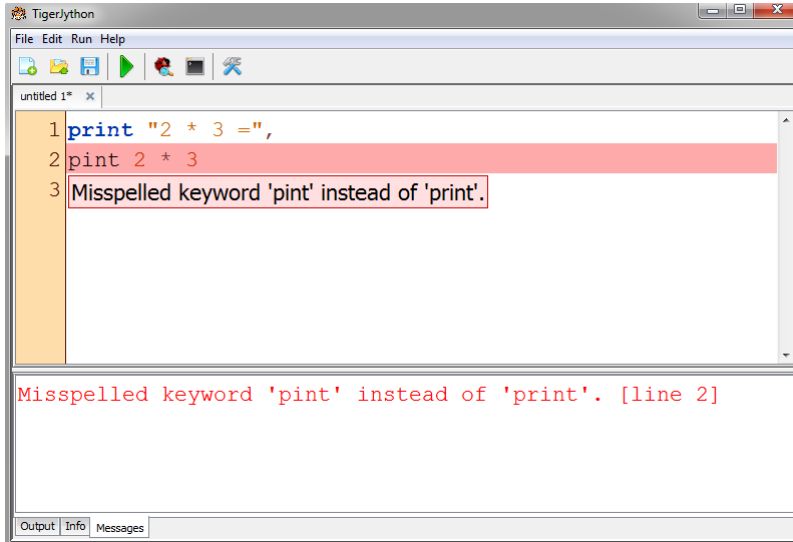 TigerJython
File Edit Run Help
untitled 1*
1 print "2 * 3 =",
2 pint 2 * 3
3 Misspelled keyword 'pint' instead of 'print'.
Misspelled keyword 'pint' instead of 'print'. [line 2]
Output Info Messages